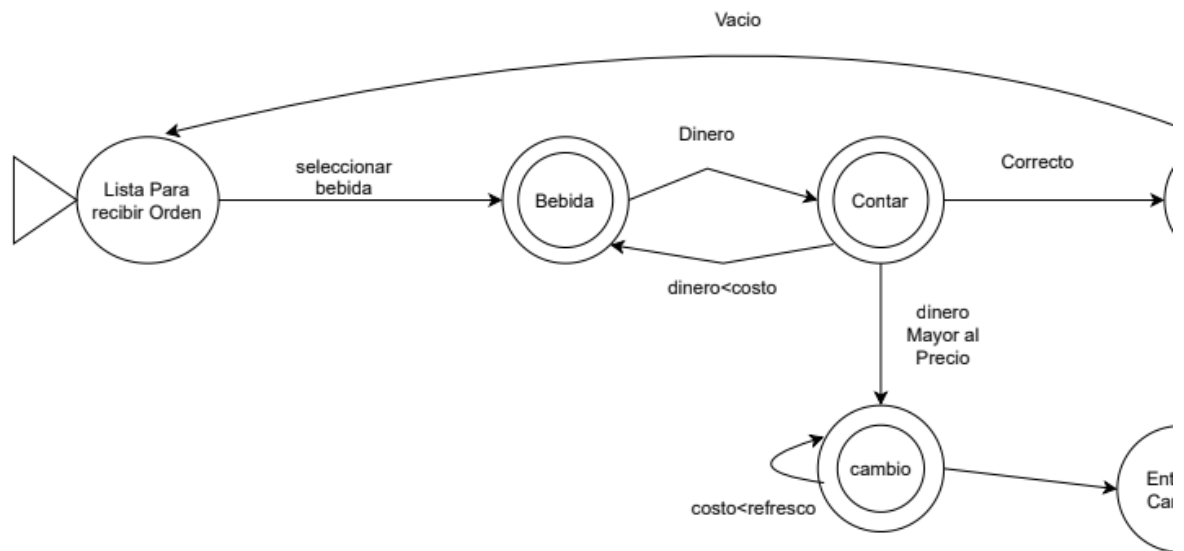 Vacio
Dinero
Correcto
seleccionar
bebida
Lista Para
recibir Orden
Bebida
Contar
dinero<costo
dinero
Mayor al
Precio
cambio
costo<refresco